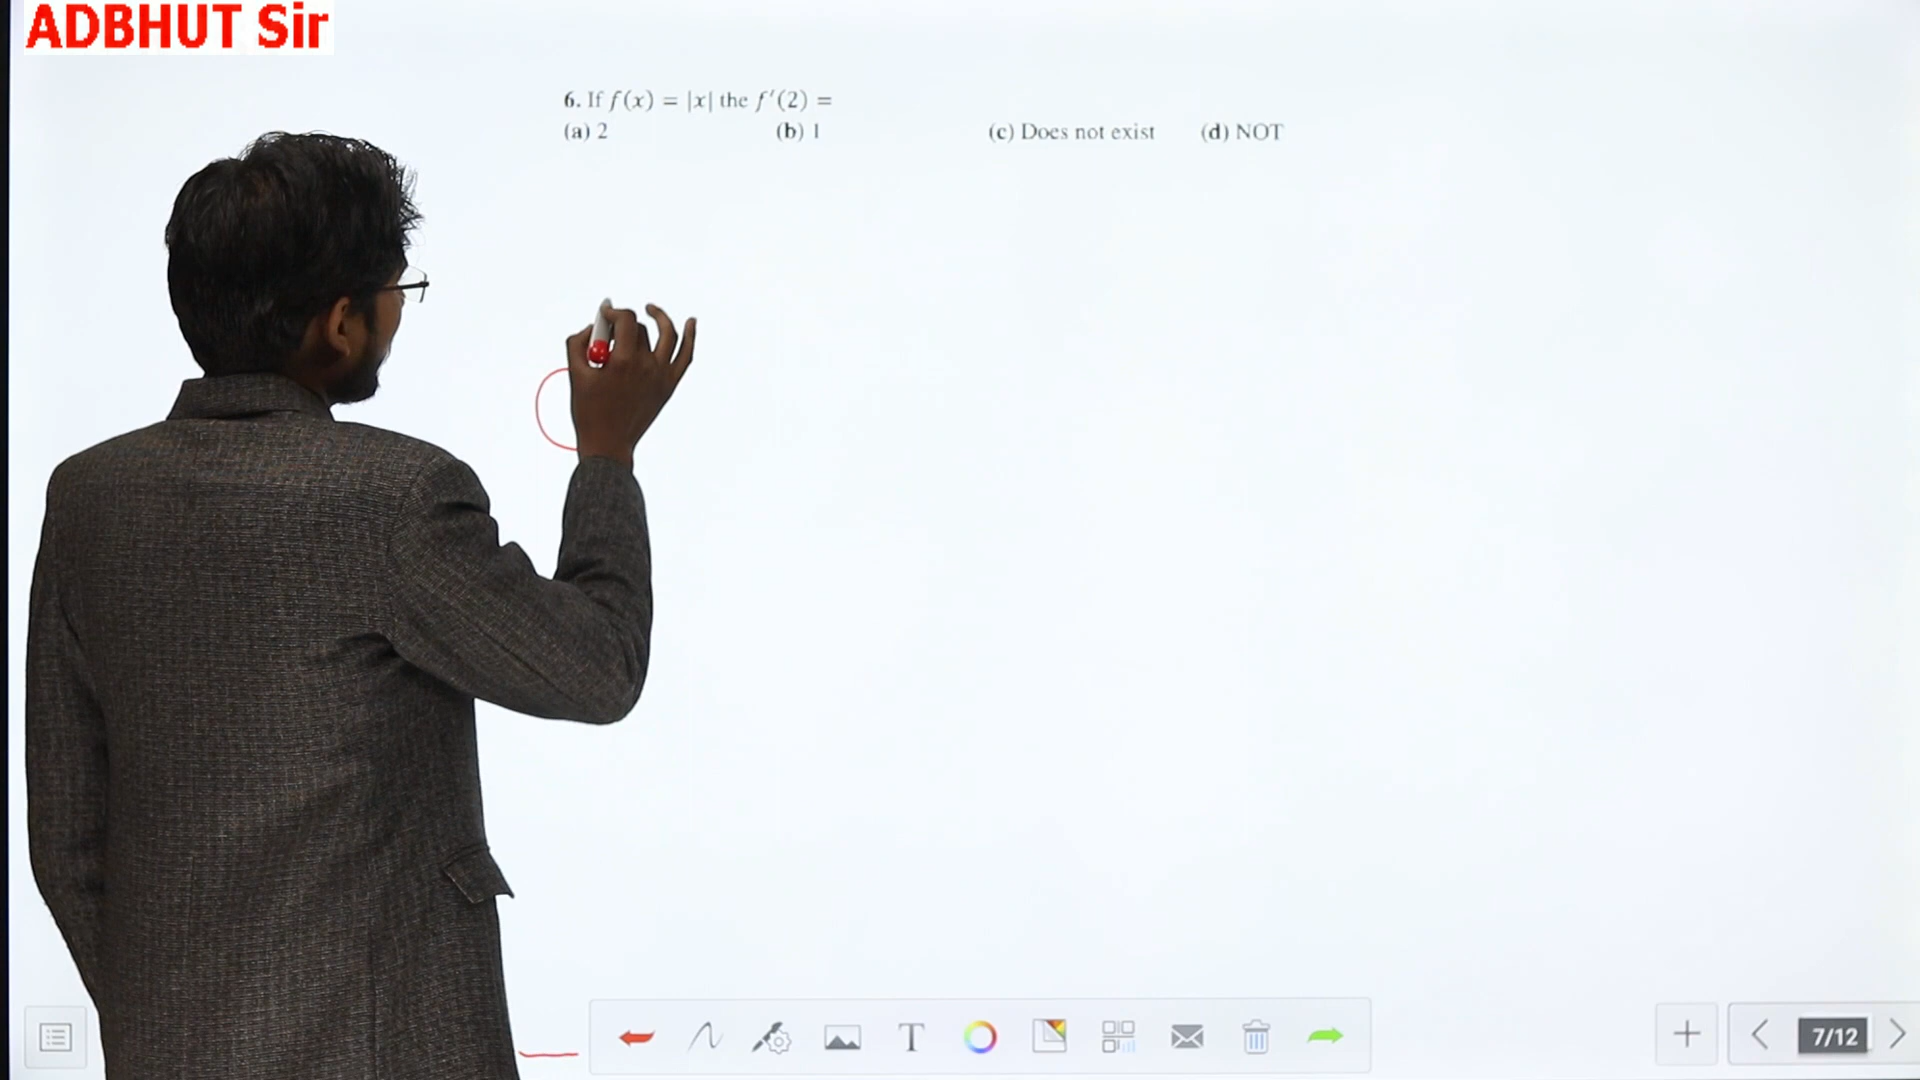 ADBHUT Sir
6. If f(x) = |x| the f'(2) =
(a) 2 (b) 1 (c) Does not exist (d) NOT
T
7/12